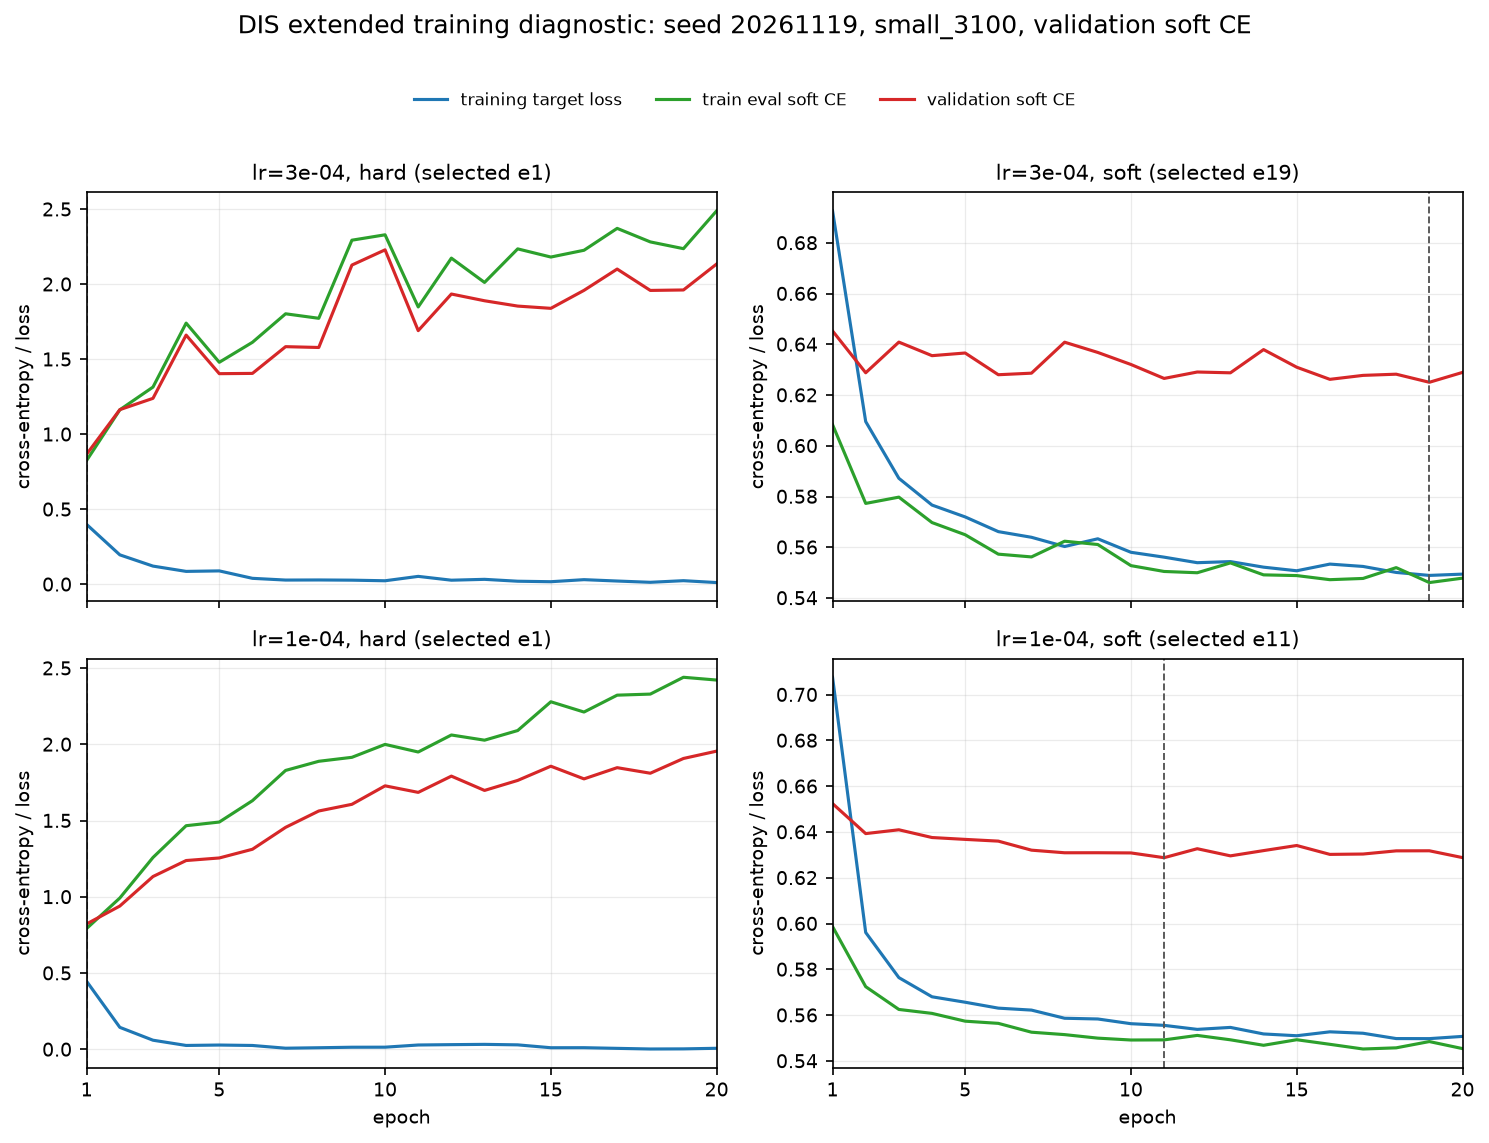 DIS extended training diagnostic: seed 20261119, small_3100, validation soft CE
training target loss
train eval soft CE
validation soft CE
lr=3e-04, hard (selected e1)
2.5
2.0
1.5
1.0
0.5
0.0
cross-entropy / loss
lr=3e-04, soft (selected e19)
0.68
0.66
0.64
0.62
0.60
0.58
0.56
0.54
cross-entropy / loss
lr=1e-04, hard (selected e1)
2.5
2.0
1.5
1.0
0.5
0.0
cross-entropy / loss
1
5
10
15
20
epoch
lr=1e-04, soft (selected e11)
0.70
0.68
0.66
0.64
0.62
0.60
0.58
0.56
0.54
cross-entropy / loss
1
5
10
15
20
epoch